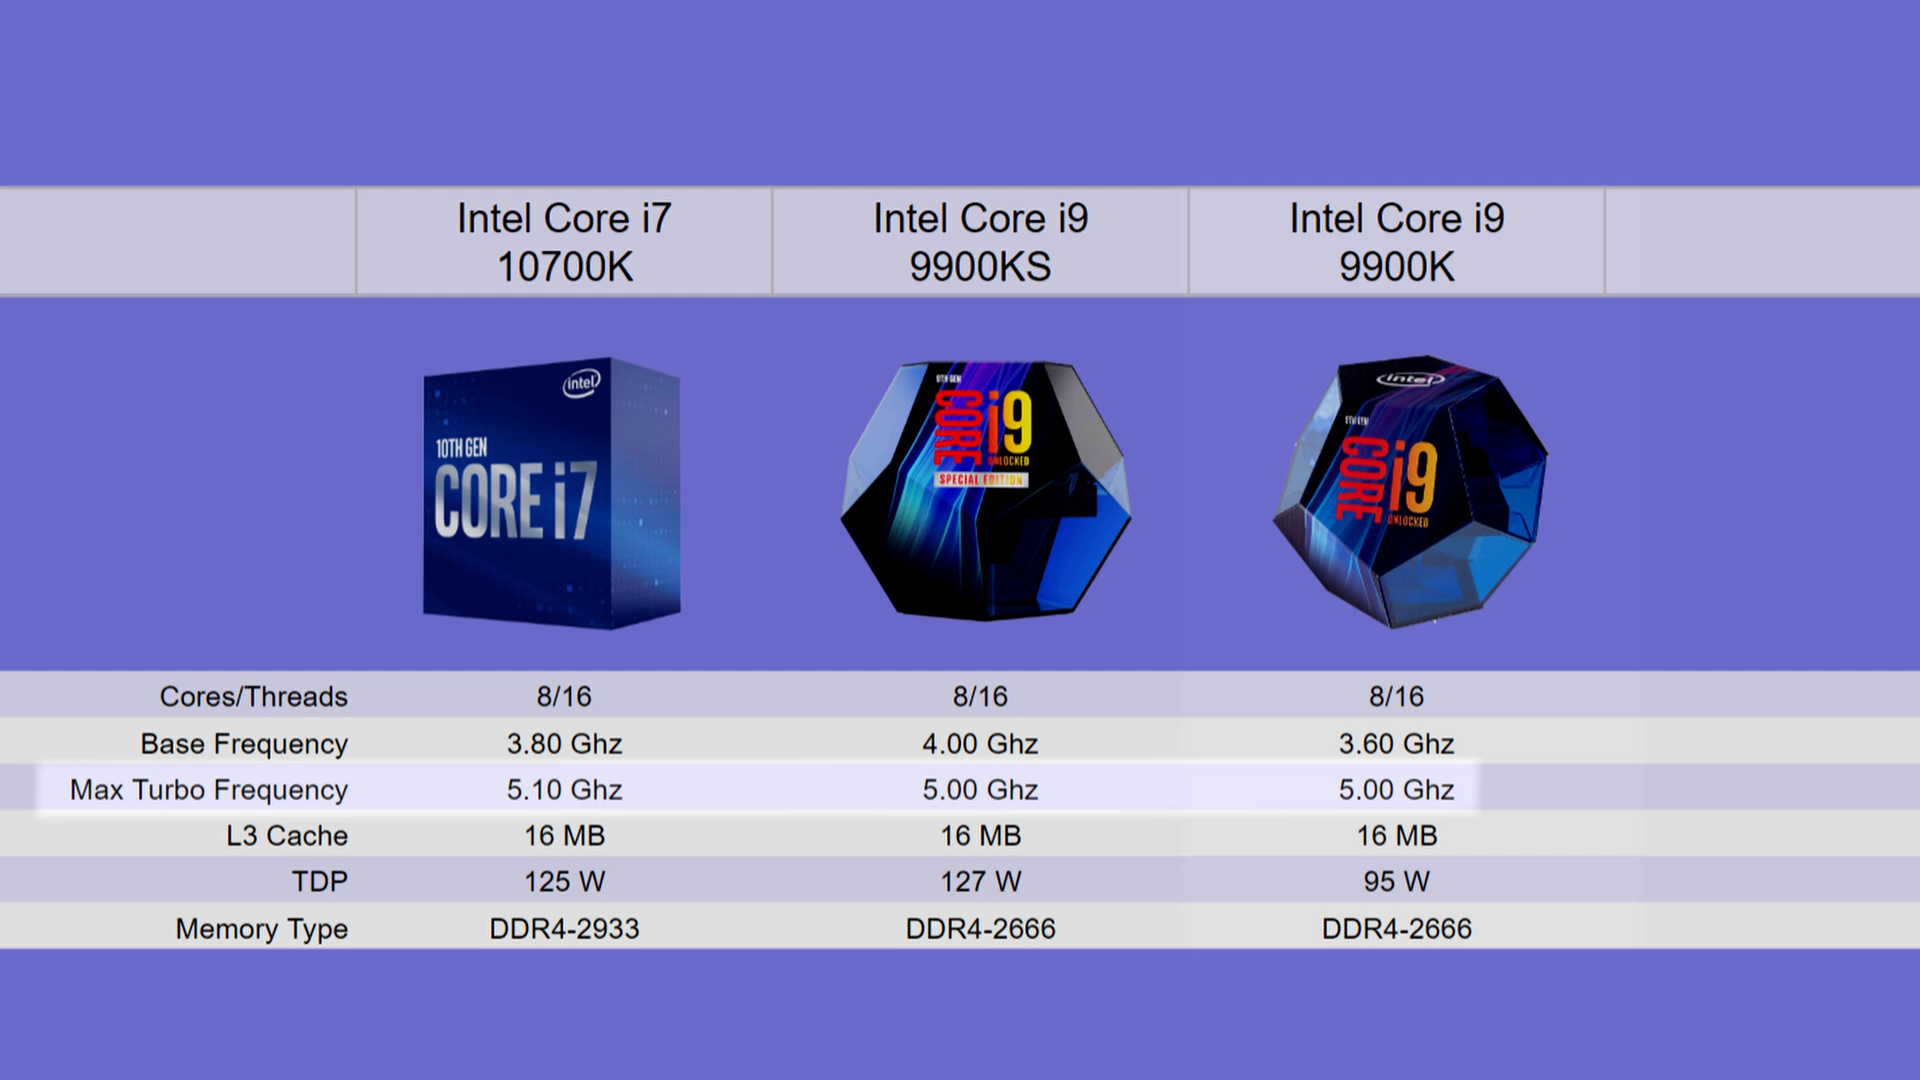 Intel Core i7
10700K
Intel Core i9
9900KS
Intel Core i9
9900K
intel
10TH GEN
CORE i7
9TH GEN
CORE i9
UNLOCKED
SPECIAL EDITION
intel
9TH GEN
CORE i9
UNLOCKED
Cores/Threads 8/16 8/16 8/16
Base Frequency 3.80 Ghz 4.00 Ghz 3.60 Ghz
Max Turbo Frequency 5.10 Ghz 5.00 Ghz 5.00 Ghz
L3 Cache 16 MB 16 MB 16 MB
TDP 125 W 127 W 95 W
Memory Type DDR4-2933 DDR4-2666 DDR4-2666